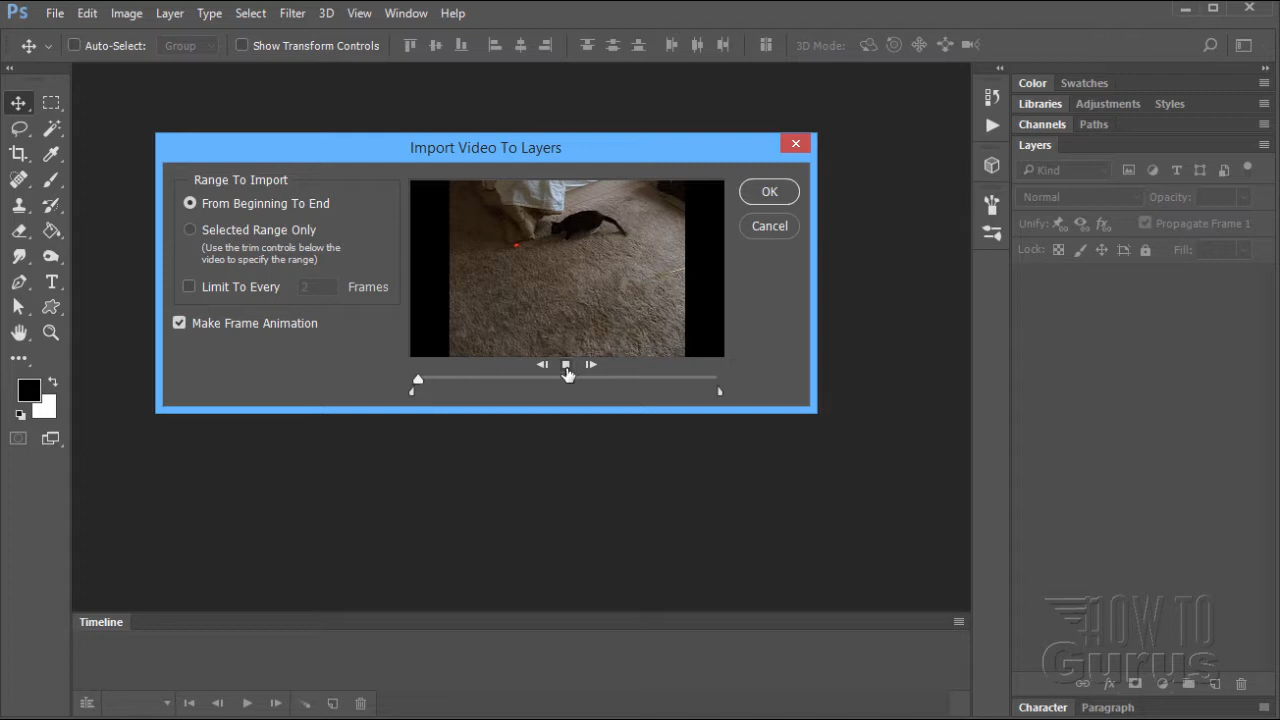 Ps File Edit Image Layer Type Select Filter 3D View Window Help
Auto-Select: Group Show Transform Controls 3D Mode:
Color Swatches
Libraries Adjustments Styles
Channels Paths
Layers
Kind
Normal Opacity:
Unify: Propagate Frame 1
Lock: Fill:
Import Video To Layers
Range To Import
From Beginning To End
Selected Range Only
(Use the trim controls below the
video to specify the range)
Limit To Every 2 Frames
Make Frame Animation
OK
Cancel
Timeline
HOW TO
Gurus
Character Paragraph